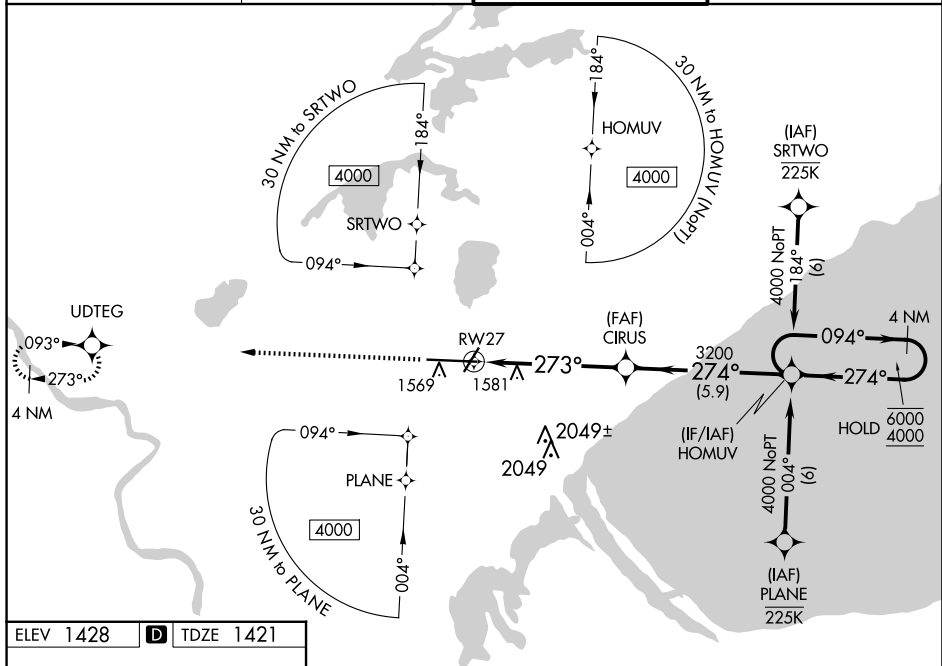 30 NM to SRTWO
184°
4000
SRTWO
094°
184°
HOMUV
30 NM to HOMUV (NoPT)
4000
004°
(IAF)
SRTWO
225K
4000 NoPT
184°
(6)
UDTEG
093°
273°
4 NM
RW27
1569
1581
273°
(FAF)
CIRUS
3200
274°
(5.9)
094°
4 NM
274°
HOLD
6000
4000
(IF/IAF)
HOMUV
2049±
2049
094°
PLANE
4000
004°
30 NM to PLANE
4000 NoPT
004°
(6)
(IAF)
PLANE
225K
ELEV 1428 D TDZE 1421